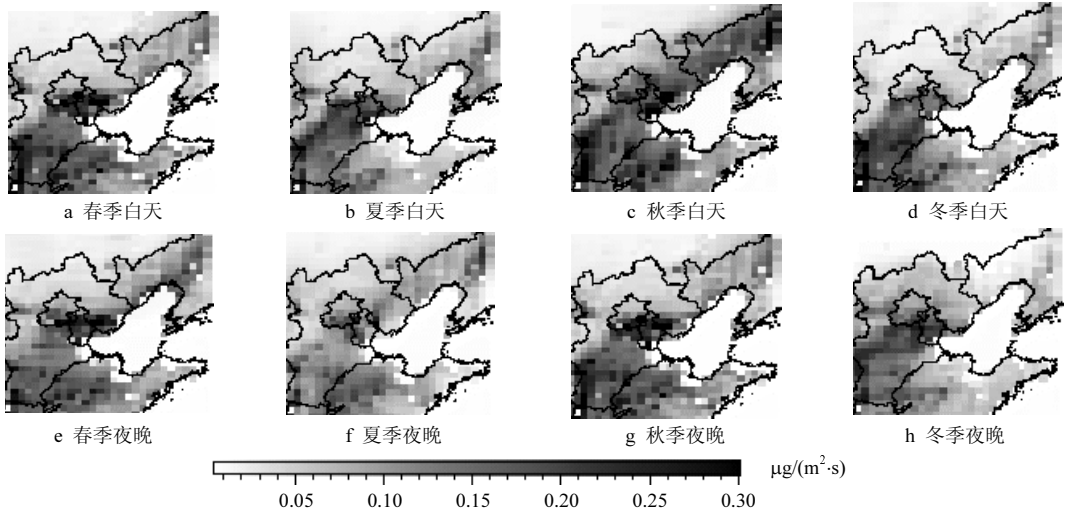 a 春季白天
b 夏季白天
c 秋季白天
d 冬季白天
e 春季夜晚
f 夏季夜晚
g 秋季夜晚
h 冬季夜晚
μg/(m²·s)
0.05 0.10 0.15 0.20 0.25 0.30